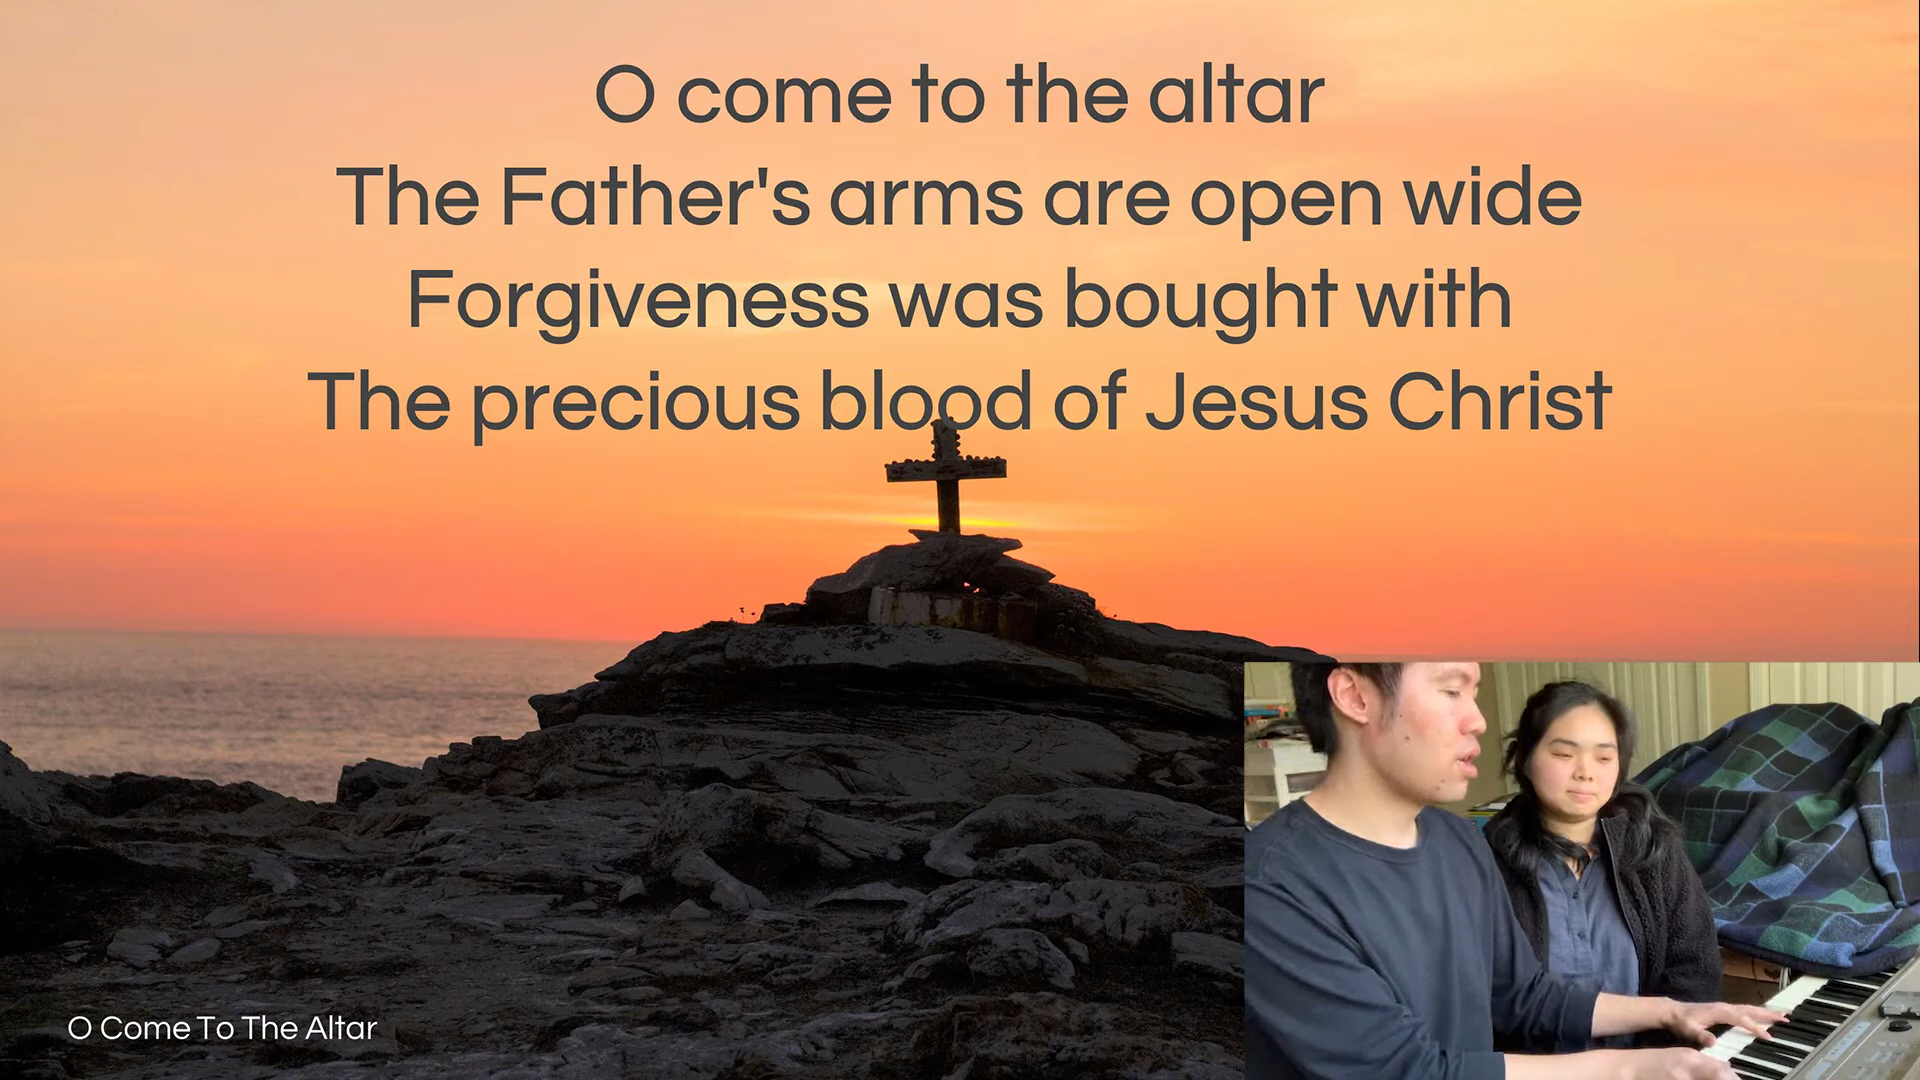 O come to the altar
The Father's arms are open wide
Forgiveness was bought with
The precious blood of Jesus Christ
O Come To The Altar